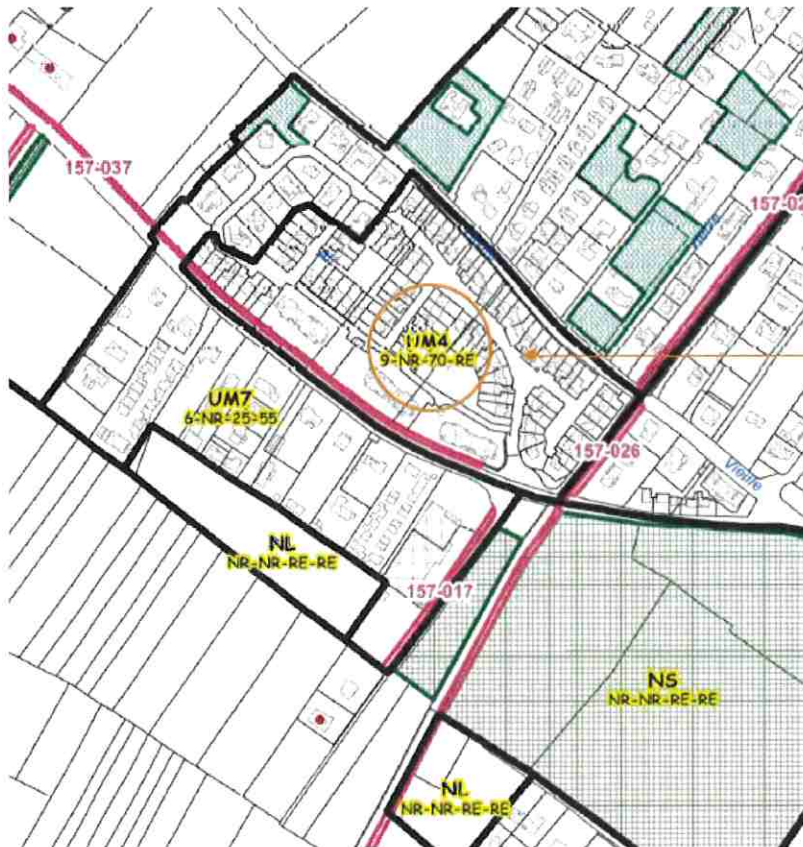 157-037
157-02
UM4
9-NR-70-RE
UM7
6-NR-25-55
157-026
NL
NR-NR-RE-RE
157-017
NS
NR-NR-RE-RE
NL
NR-NR-RE-RE